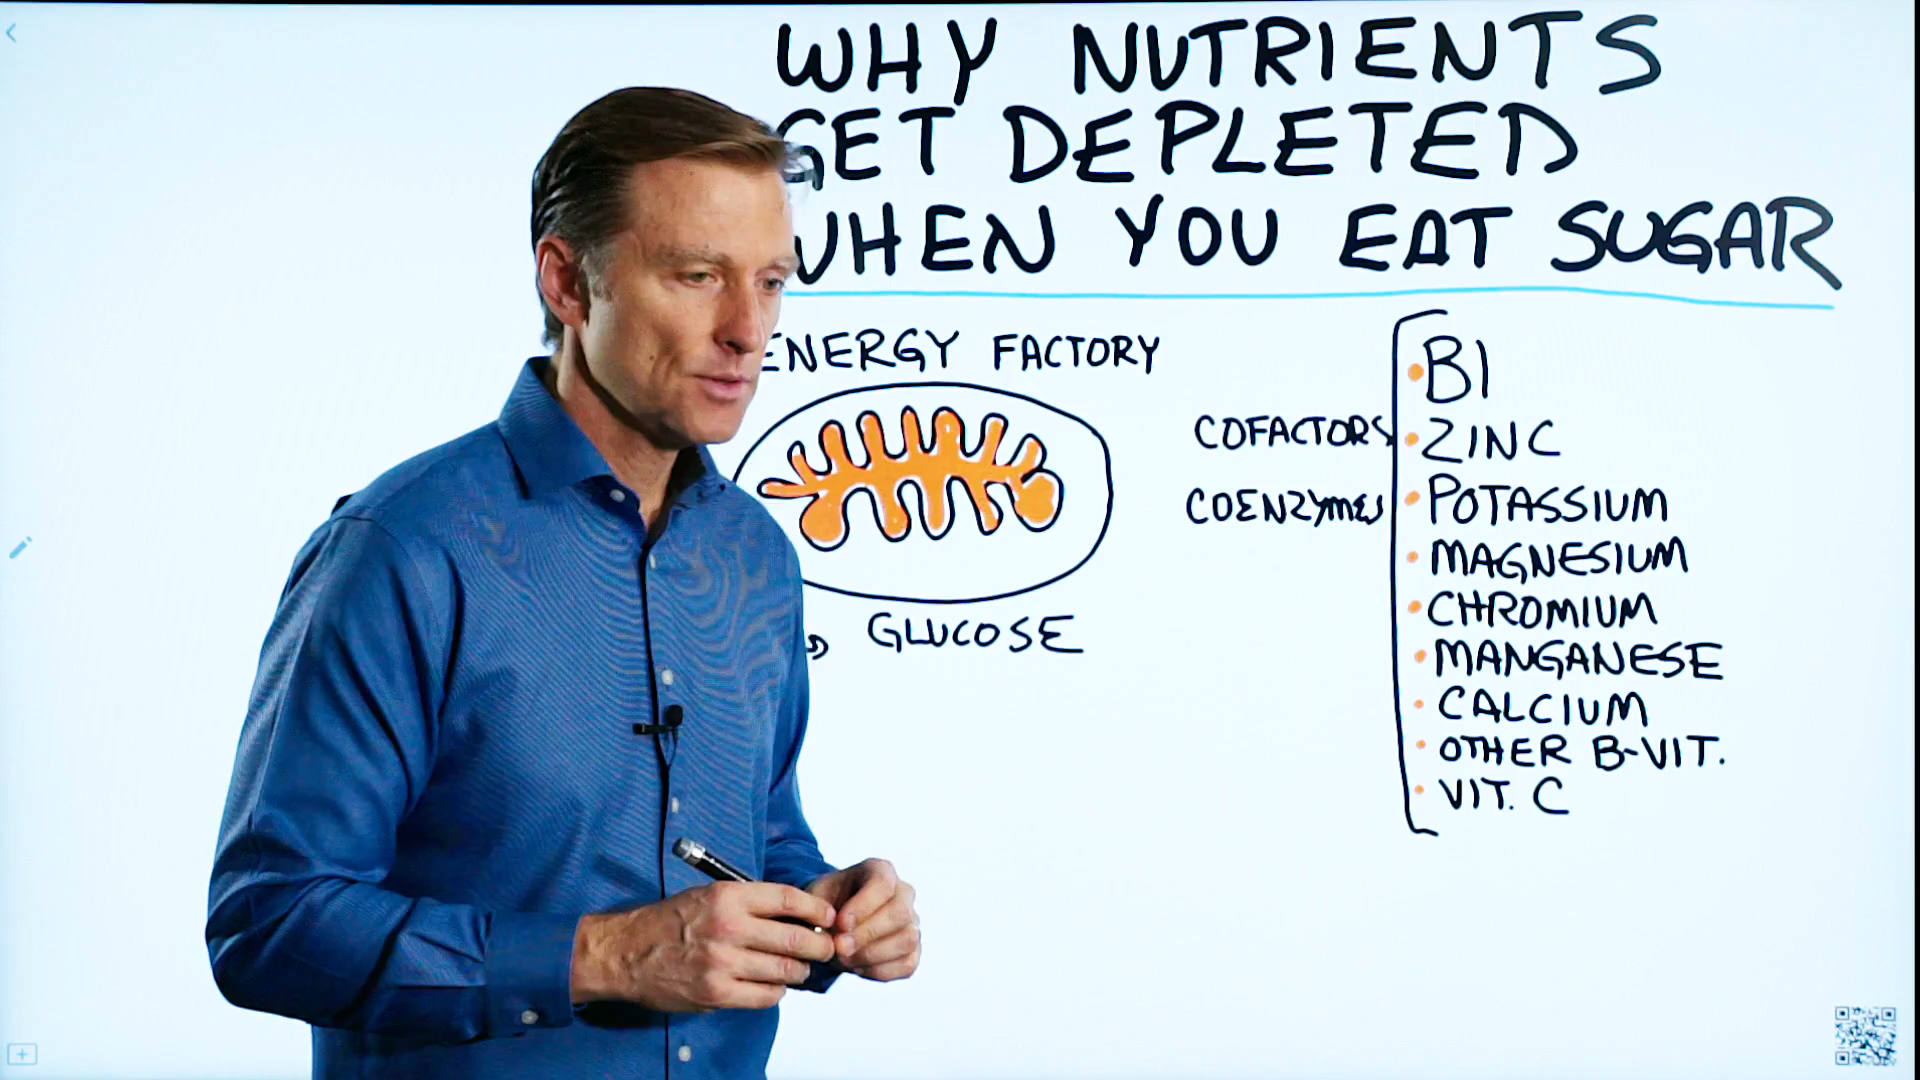 WHY NUTRIENTS
GET DEPLETED
WHEN YOU EAT SUGAR
ENERGY FACTORY
GLUCOSE
COFACTORS
COENZYMES
• B1
• ZINC
• POTASSIUM
• MAGNESIUM
• CHROMIUM
• MANGANESE
• CALCIUM
• OTHER B-VIT.
• VIT. C